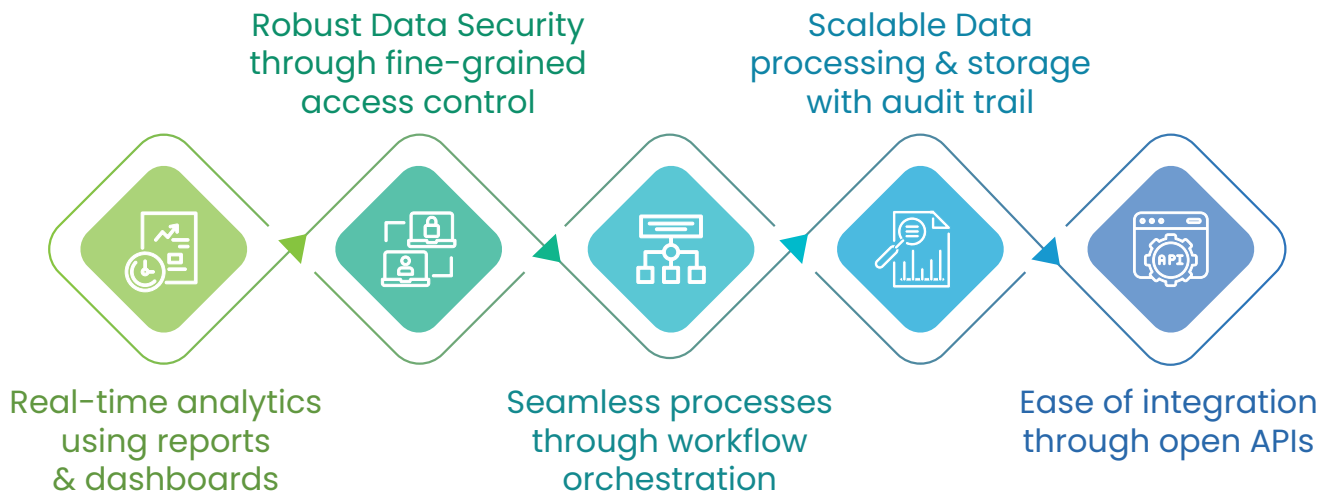 Robust Data Security
through fine-grained
access control
Scalable Data
processing & storage
with audit trail
API
Real-time analytics
using reports
& dashboards
Seamless processes
through workflow
orchestration
Ease of integration
through open APIs